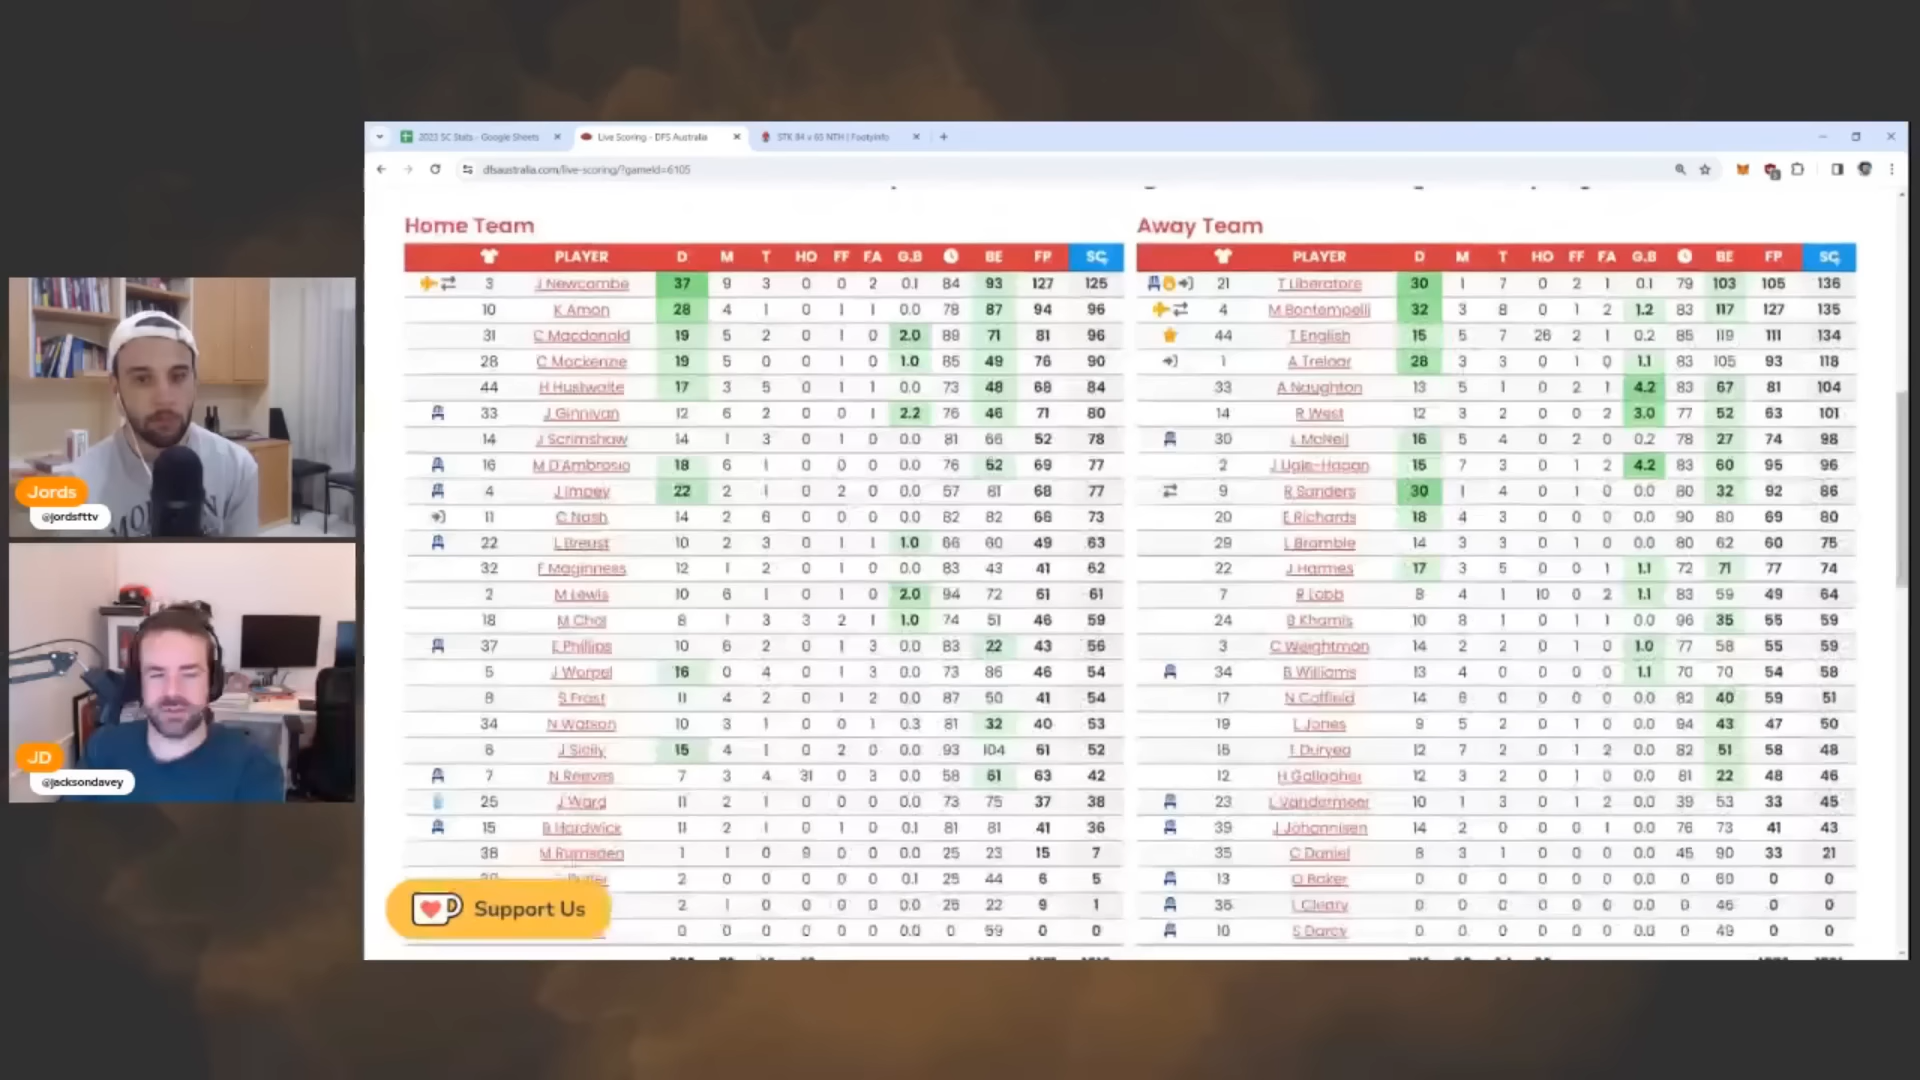 2023 SC Stats - Google Sheets
Live Scoring - DFS Australia
STK 84 v 65 NTH | FootyInfo
dfsaustralia.com/live-scoring/?gameId=6105
Home Team
PLAYER D M T HO FF FA G.B BE FP SC
3 J Newcombe 37 9 3 0 0 2 0.1 84 93 127 125
10 K Amon 28 4 1 0 1 1 0.0 78 87 94 96
31 C Macdonald 19 5 2 0 1 0 2.0 89 71 81 96
28 C Mackenzie 19 5 0 0 1 0 1.0 85 49 76 90
44 H Hustwaite 17 3 5 0 1 1 0.0 73 48 68 84
33 J Ginnivan 12 6 2 0 0 1 2.2 76 46 71 80
14 J Scrimshaw 14 1 3 0 1 0 0.0 81 66 52 78
16 M D'Ambrosio 18 6 1 0 0 0 0.0 76 52 69 77
4 J Impey 22 2 1 0 2 0 0.0 57 81 68 77
11 C Nash 14 2 6 0 0 0 0.0 82 82 66 73
22 L Breust 10 2 3 0 1 1 1.0 66 60 49 63
32 F Maginness 12 1 2 0 1 0 0.0 83 43 41 62
2 M Lewis 10 6 1 0 1 0 2.0 94 72 61 61
18 M Chol 8 1 3 3 2 1 1.0 74 51 46 59
37 E Phillips 10 6 2 0 1 3 0.0 83 22 43 56
5 J Worpel 16 0 4 0 1 3 0.0 73 86 54 54
8 S Frost 11 4 2 0 1 2 0.0 87 50 41 54
34 N Watson 10 3 1 0 0 1 0.3 81 32 40 53
6 J Sicily 15 4 1 0 2 0 0.0 93 104 61 52
7 N Reeves 7 3 4 31 0 3 0.0 58 61 63 42
25 J Ward 11 2 1 0 0 0 0.0 73 75 37 38
15 B Hardwick 11 2 1 0 1 0 0.1 81 81 41 36
38 M Ramsden 1 1 0 9 0 0 0.0 25 23 15 7
2 0 0 0 0 0 0.1 25 44 6 5
2 1 0 0 0 0 0.0 26 22 9 1
0 0 0 0 0 0 0.0 0 59 0 0
Away Team
PLAYER D M T HO FF FA G.B BE FP SC
21 T Liberatore 30 1 7 0 2 1 0.1 79 103 105 136
4 M Bontempelli 32 3 8 0 1 2 1.2 83 117 127 135
44 T English 15 5 7 26 2 1 0.2 85 119 111 134
1 A Treloar 28 3 3 0 1 0 1.1 83 105 93 118
33 A Naughton 13 5 1 0 2 1 4.2 83 67 81 104
14 R West 12 3 2 0 0 2 3.0 77 52 63 101
30 L McNeil 16 5 4 0 2 0 0.2 78 27 74 98
2 J Ugle-Hagan 15 7 3 0 1 2 4.2 83 60 95 96
9 R Sanders 30 1 4 0 1 0 0.0 80 32 92 86
20 E Richards 18 4 3 0 0 0 0.0 90 80 69 80
29 L Bramble 14 3 3 0 1 0 0.0 80 62 60 75
22 J Harmes 17 3 5 0 0 1 1.1 72 71 77 74
7 R Lobb 8 4 1 10 0 2 1.1 83 59 49 64
24 B Khamis 10 8 1 0 1 1 0.0 96 35 55 59
3 C Weightman 14 2 2 0 1 0 1.0 77 58 55 59
34 B Williams 13 4 0 0 0 0 1.1 70 70 54 58
17 N Coffield 14 6 0 0 0 0 0.0 82 40 59 51
19 L Jones 9 5 2 0 1 0 0.0 94 43 47 50
15 T Duryea 12 7 2 0 1 2 0.0 82 51 58 48
12 H Gallagher 12 3 2 0 1 0 0.0 81 22 48 46
23 L Vandermeer 10 1 3 0 1 2 0.0 39 53 33 45
39 J Johannisen 14 2 0 0 0 1 0.0 76 73 41 43
35 C Daniel 8 3 1 0 0 0 0.0 45 90 33 21
13 O Baker 0 0 0 0 0 0 0.0 0 60 0 0
36 L Cleary 0 0 0 0 0 0 0.0 0 46 0 0
10 S Darcy 0 0 0 0 0 0 0.0 0 49 0 0
Support Us
Jords
@jordsfttv
JD
@jacksondavey